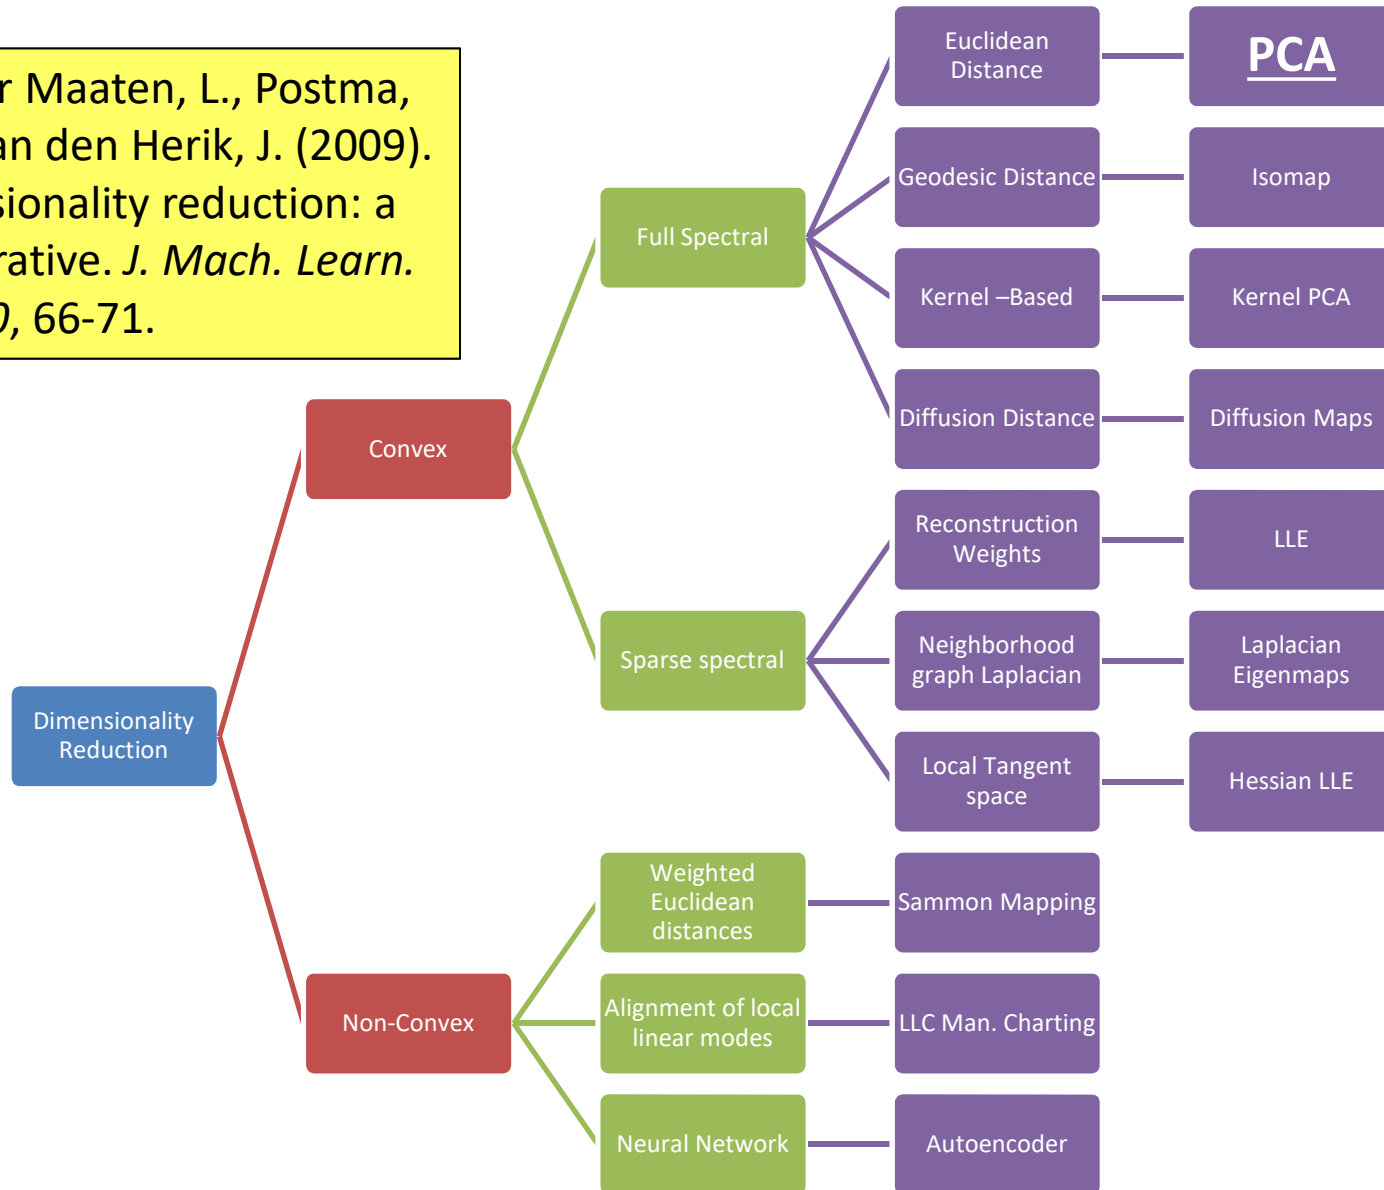 r Maaten, L., Postma,
an den Herik, J. (2009).
sionality reduction: a
rative. J. Mach. Learn.
0, 66-71.
Dimensionality
Reduction
Convex
Full Spectral
Euclidean
Distance
PCA
Geodesic Distance
Isomap
Kernel –Based
Kernel PCA
Diffusion Distance
Diffusion Maps
Sparse spectral
Reconstruction
Weights
LLE
Neighborhood
graph Laplacian
Laplacian
Eigenmaps
Local Tangent
space
Hessian LLE
Non-Convex
Weighted
Euclidean
distances
Sammon Mapping
Alignment of local
linear modes
LLC Man. Charting
Neural Network
Autoencoder